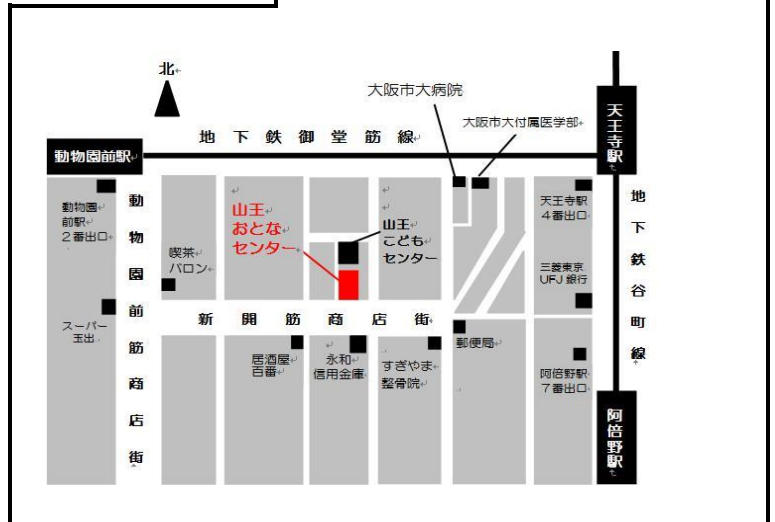 北
大阪市大病院
大阪市大付属医学部
天王寺駅
地下鉄御堂筋線
動物園前駅
動物園
前駅
２番出口
動物園前筋商店街
喫茶
バロン
山王
おとな
センター
山王
こども
センター
天王寺駅
４番出口
三菱東京
UFJ 銀行
地下鉄谷町線
スーパー
玉出
新開筋商店街
居酒屋
百番
永和
信用金庫
すぎやま
整骨院
郵便局
阿倍野駅
７番出口
阿倍野駅